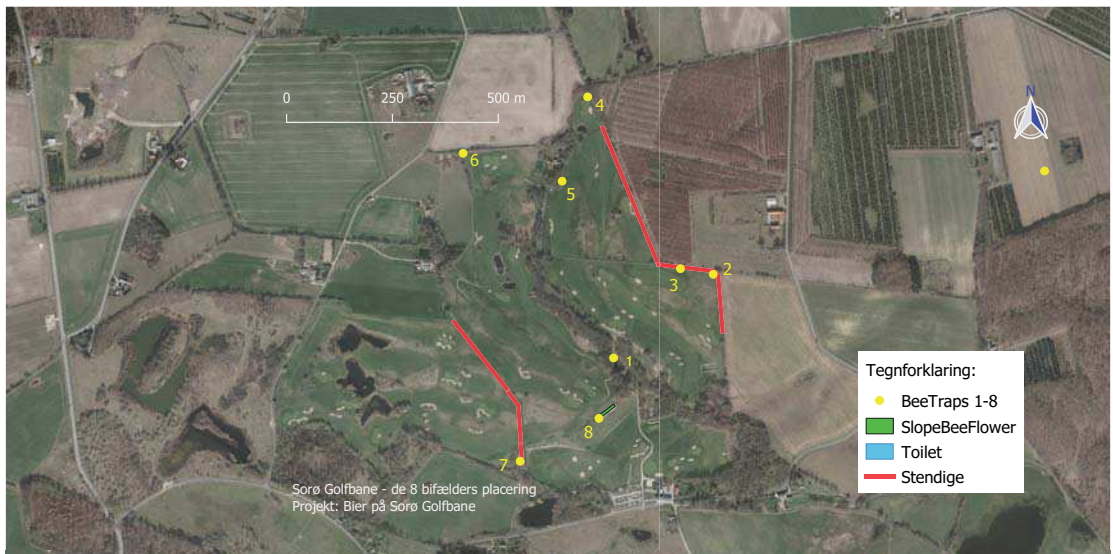 N
4
0 250 500 m
6
5
2
3
1
Tegnforklaring:
BeeTraps 1-8
SlopeBeeFlower
Toilet
Stendige
8
7
Sorø Golfbane - de 8 bifælders placering
Projekt: Bier på Sorø Golfbane